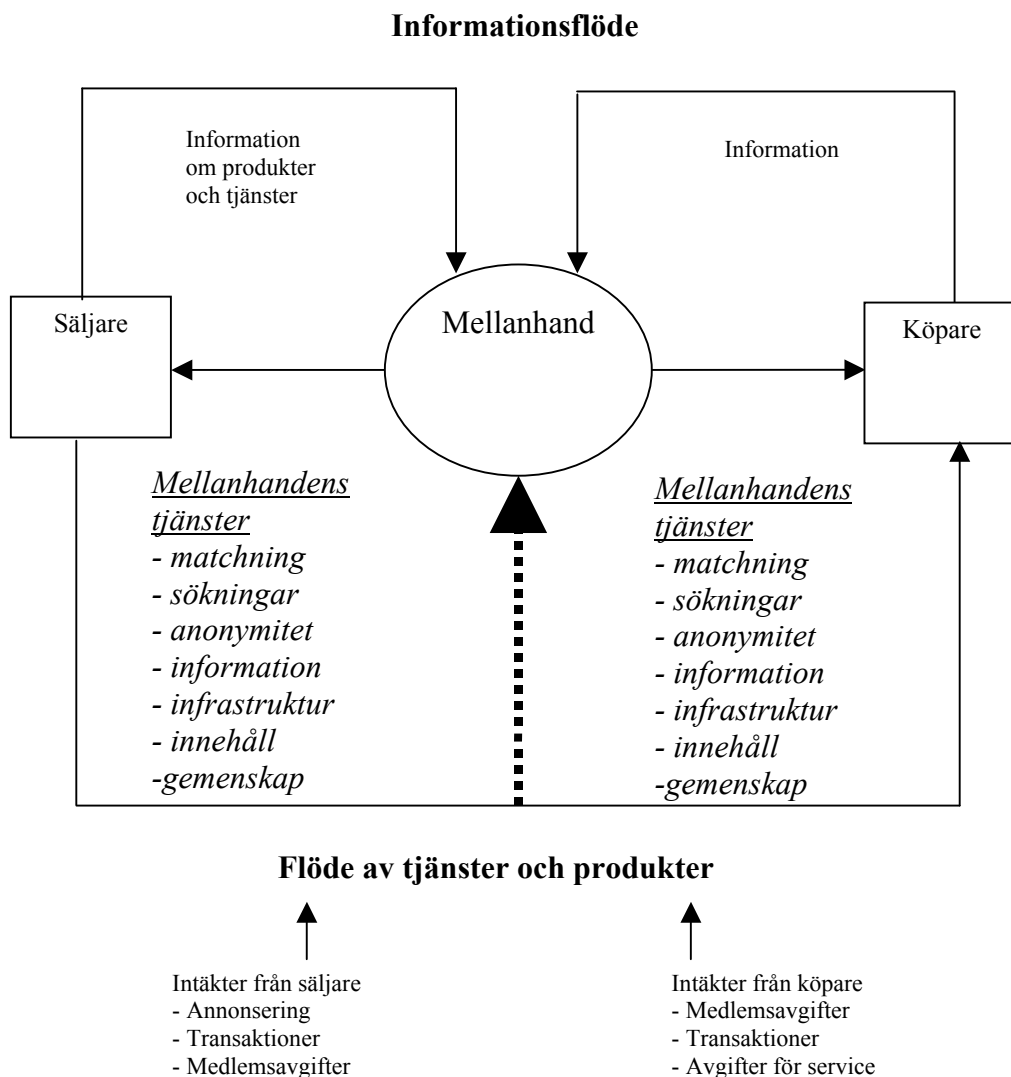 Informationsflöde
Information
om produkter
och tjänster
Information
Säljare
Mellanhand
Köpare
Mellanhandens
tjänster
- matchning
- sökningar
- anonymitet
- information
- infrastruktur
- innehåll
-gemenskap
Mellanhandens
tjänster
- matchning
- sökningar
- anonymitet
- information
- infrastruktur
- innehåll
-gemenskap
Flöde av tjänster och produkter
Intäkter från säljare
- Annonsering
- Transaktioner
- Medlemsavgifter
Intäkter från köpare
- Medlemsavgifter
- Transaktioner
- Avgifter för service